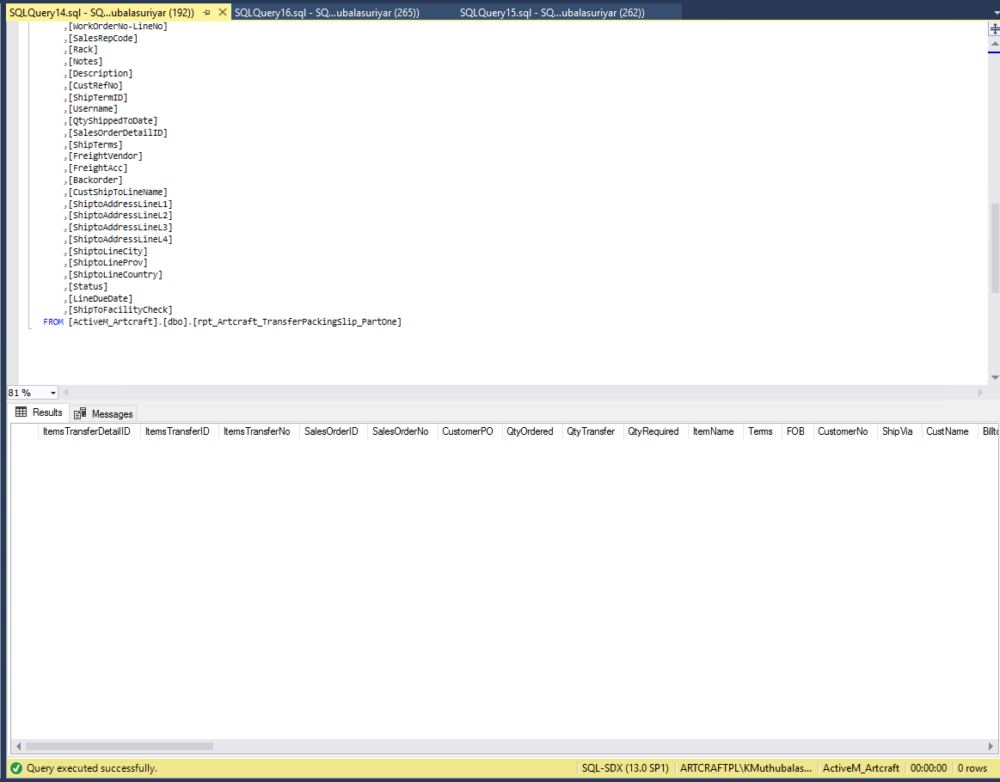 SQLQuery14.sql - SQ...ubalasuriyar (192))
SQLQuery16.sql - SQ...ubalasuriyar (265))
SQLQuery15.sql - SQ...ubalasuriyar (262))
,[WorkOrderNo-LineNo]
,[SalesRepCode]
,[Rack]
,[Notes]
,[Description]
,[CustRefNo]
,[ShipTermID]
,[Username]
,[QtyShippedToDate]
,[SalesOrderDetailID]
,[ShipTerms]
,[FreightVendor]
,[FreightAcc]
,[Backorder]
,[CustShipToLineName]
,[ShiptoAddressLineL1]
,[ShiptoAddressLineL2]
,[ShiptoAddressLineL3]
,[ShiptoAddressLineL4]
,[ShiptoLineCity]
,[ShiptoLineProv]
,[ShiptoLineCountry]
,[Status]
,[LineDueDate]
,[ShipToFacilityCheck]
FROM [ActiveM_Artcraft].[dbo].[rpt_Artcraft_TransferPackingSlip_PartOne]
81 %
Results Messages
ItemsTransferDetailID ItemsTransferID ItemsTransferNo SalesOrderID SalesOrderNo CustomerPO QtyOrdered QtyTransfer QtyRequired ItemName Terms FOB CustomerNo ShipVia CustName Billto
Query executed successfully. SQL-SDX (13.0 SP1) ARTCRAFTPL\KMuthubalas... ActiveM_Artcraft 00:00:00 0 rows